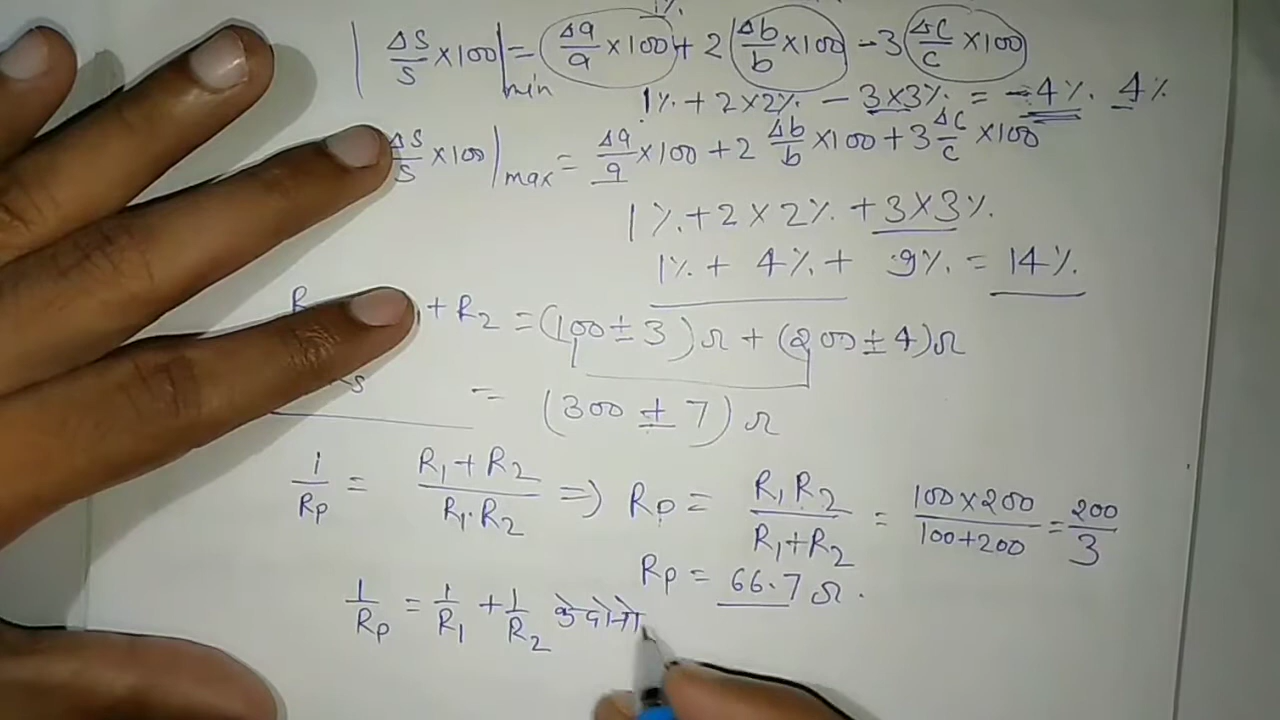 1%
|Δs/s × 100|min = (Δa/a × 100) + 2(Δb/b × 100) − 3(Δc/c × 100)
1% + 2×2% − 3×3% = −4%. 4%
Δs/s × 100|max = Δa/a × 100 + 2 Δb/b × 100 + 3 Δc/c × 100
1% + 2×2% + 3×3%
1% + 4% + 9% = 14%
R + R₂ = (100 ± 3)Ω + (200 ± 4)Ω
s = (300 ± 7)Ω
1/Rp = R₁+R₂/R₁.R₂ => Rp = R₁R₂/R₁+R₂ = 100×200/100+200 = 200/3
Rp = 66.7 Ω.
1/Rp = 1/R₁ + 1/R₂ के दोनो